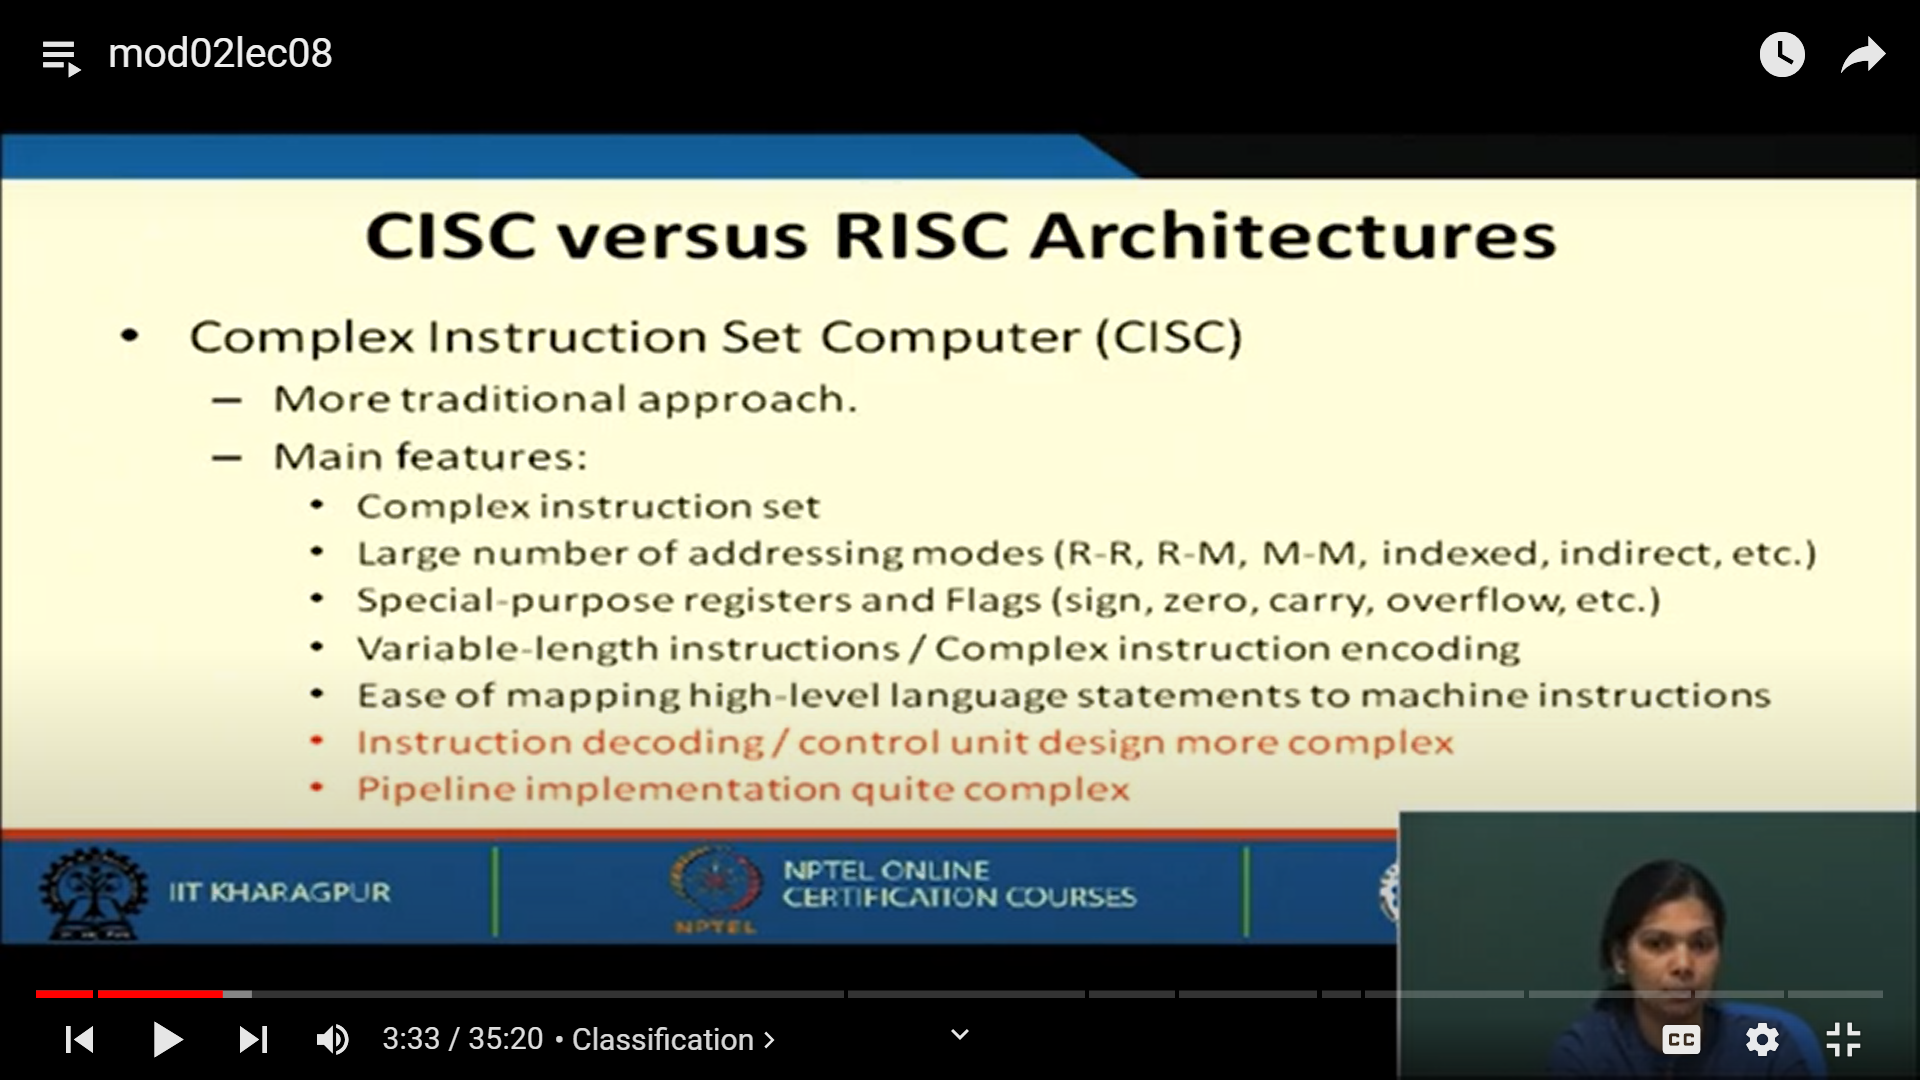 mod02lec08
CISC versus RISC Architectures
• Complex Instruction Set Computer (CISC)
– More traditional approach.
– Main features:
• Complex instruction set
• Large number of addressing modes (R-R, R-M, M-M, indexed, indirect, etc.)
• Special-purpose registers and Flags (sign, zero, carry, overflow, etc.)
• Variable-length instructions / Complex instruction encoding
• Ease of mapping high-level language statements to machine instructions
• Instruction decoding / control unit design more complex
• Pipeline implementation quite complex
IIT KHARAGPUR
NPTEL ONLINE
CERTIFICATION COURSES
NPTEL
3:33 / 35:20 • Classification >
CC